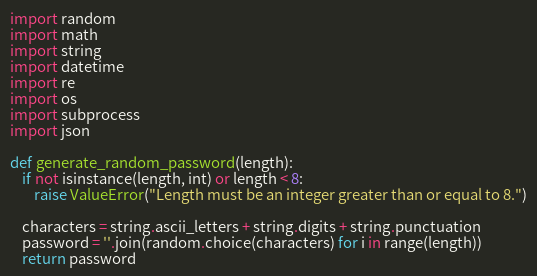 import random
import math
import string
import datetime
import re
import os
import subprocess
import json

def generate_random_password(length):
    if not isinstance(length, int) or length < 8:
        raise ValueError("Length must be an integer greater than or equal to 8.")

    characters = string.ascii_letters + string.digits + string.punctuation
    password = ''.join(random.choice(characters) for i in range(length))
    return password